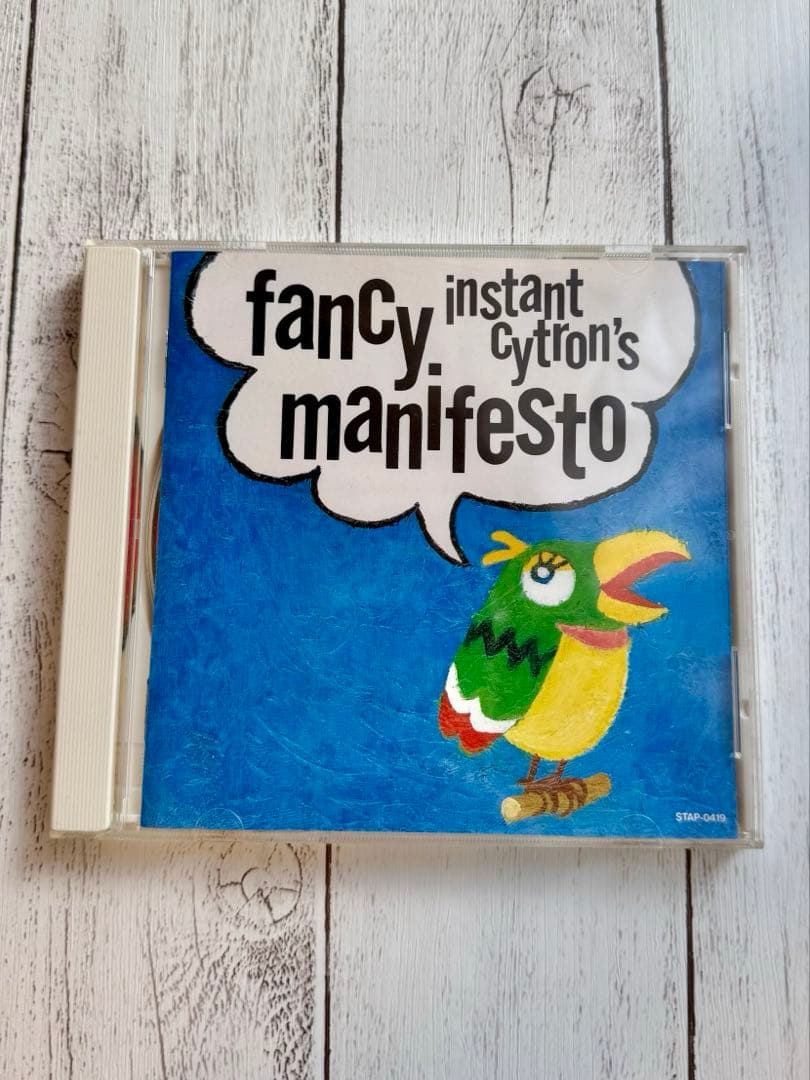 fancy instant
cytron's
manifesto
STAP-0419